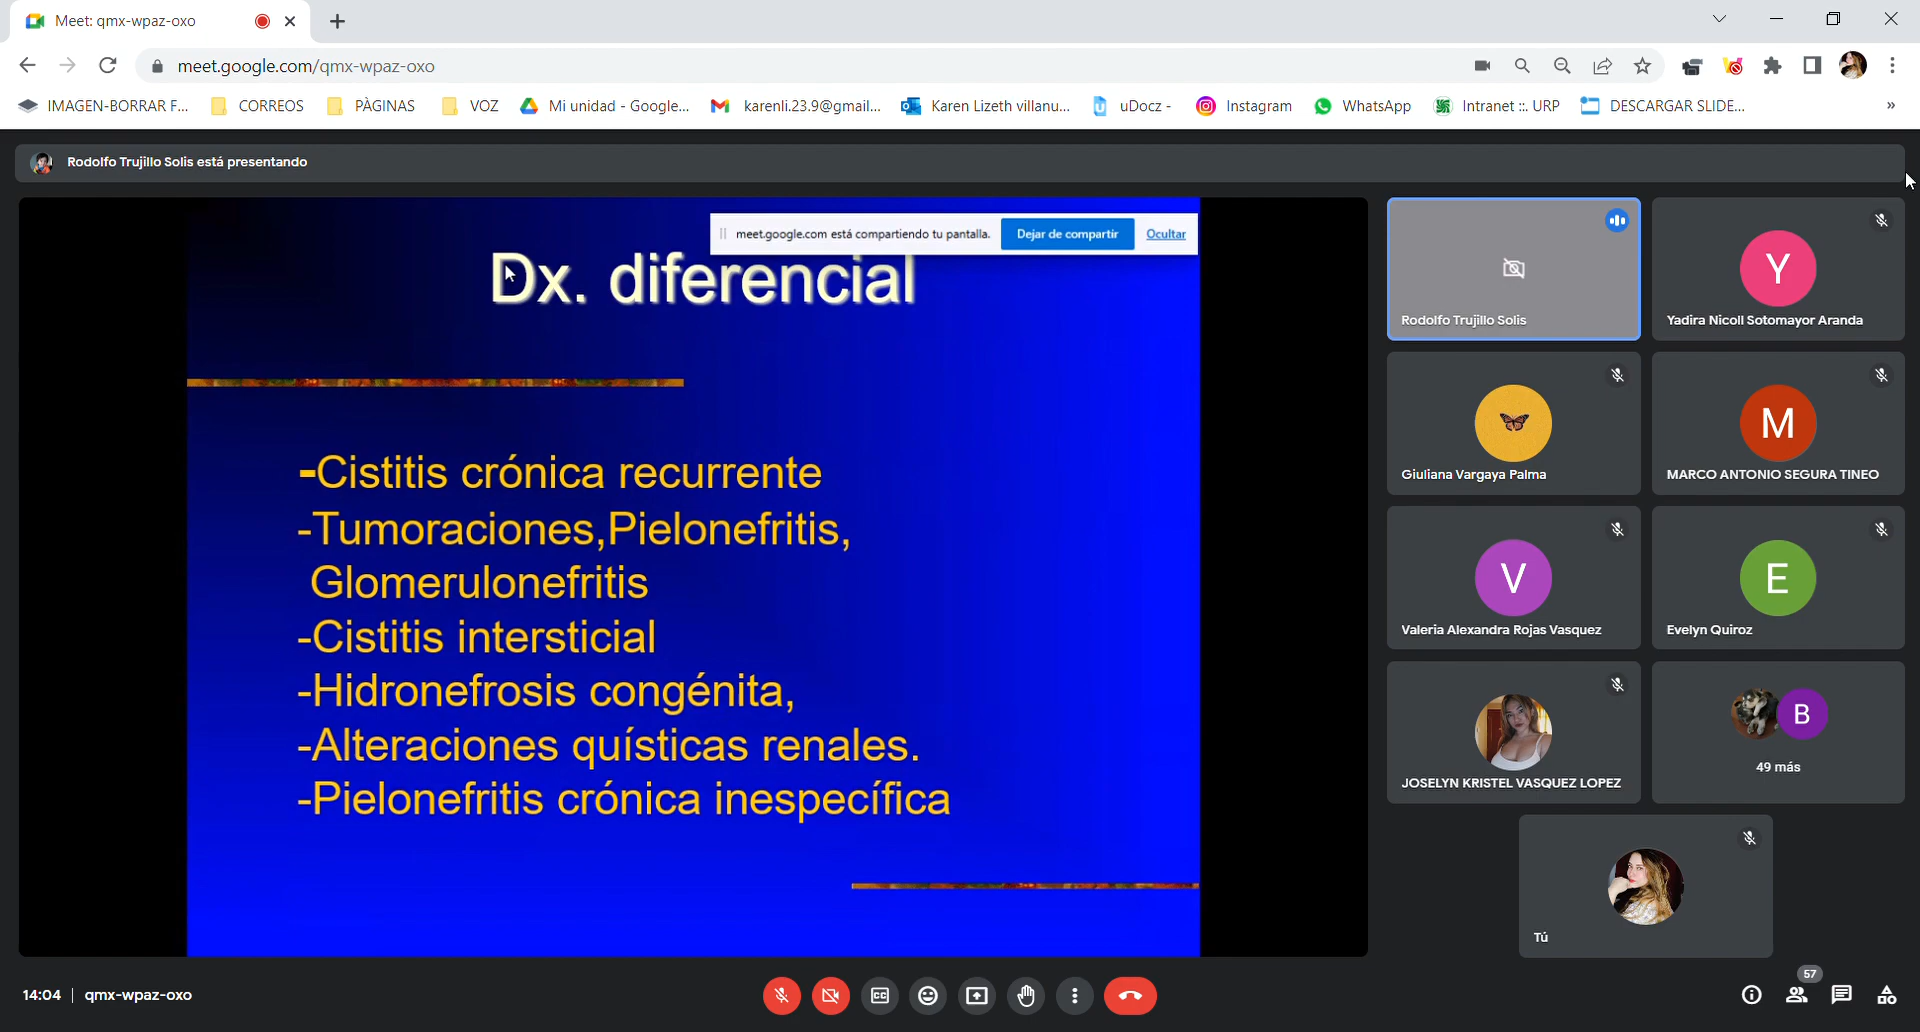 Meet: qmx-wpaz-oxo
meet.google.com/qmx-wpaz-oxo
IMAGEN-BORRAR F...
CORREOS
PÀGINAS
VOZ
Mi unidad - Google...
karenli.23.9@gmail...
Karen Lizeth villanu...
uDocz -
Instagram
WhatsApp
Intranet ::. URP
DESCARGAR SLIDE...
»
Rodolfo Trujillo Solis está presentando
meet.google.com está compartiendo tu pantalla.
Dejar de compartir
Ocultar
Dx. diferencial
-Cistitis crónica recurrente
-Tumoraciones,Pielonefritis,
Glomerulonefritis
-Cistitis intersticial
-Hidronefrosis congénita,
-Alteraciones quísticas renales.
-Pielonefritis crónica inespecífica
Rodolfo Trujillo Solis
Y
Yadira Nicoll Sotomayor Aranda
Giuliana Vargaya Palma
M
MARCO ANTONIO SEGURA TINEO
V
Valeria Alexandra Rojas Vasquez
E
Evelyn Quiroz
JOSELYN KRISTEL VASQUEZ LOPEZ
B
49 más
Tú
14:04 | qmx-wpaz-oxo
CC
57